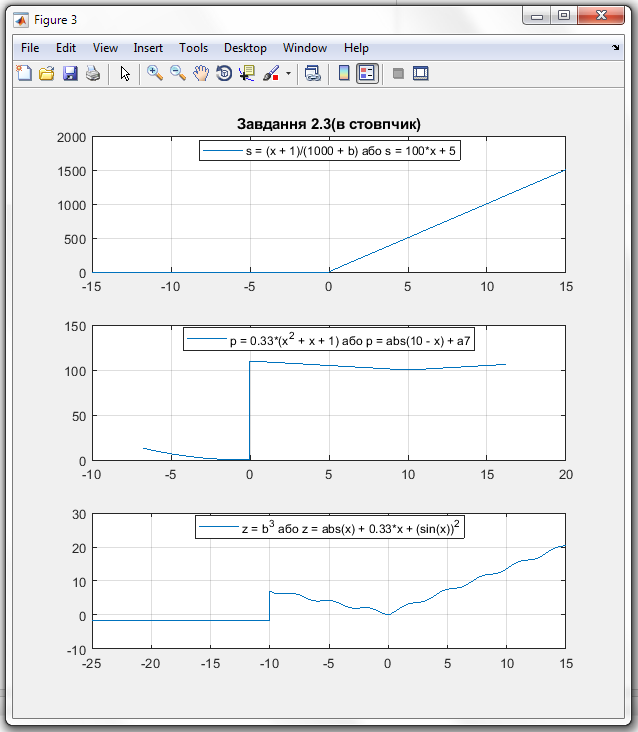 Figure 3
File Edit View Insert Tools Desktop Window Help
Завдання 2.3(в стовпчик)
s = (x + 1)/(1000 + b) або s = 100*x + 5
2000
1500
1000
500
0
-15 -10 -5 0 5 10 15
p = 0.33*(x² + x + 1) або p = abs(10 - x) + a7
150
100
50
0
-10 -5 0 5 10 15 20
z = b³ або z = abs(x) + 0.33*x + (sin(x))²
30
20
10
0
-10
-25 -20 -15 -10 -5 0 5 10 15